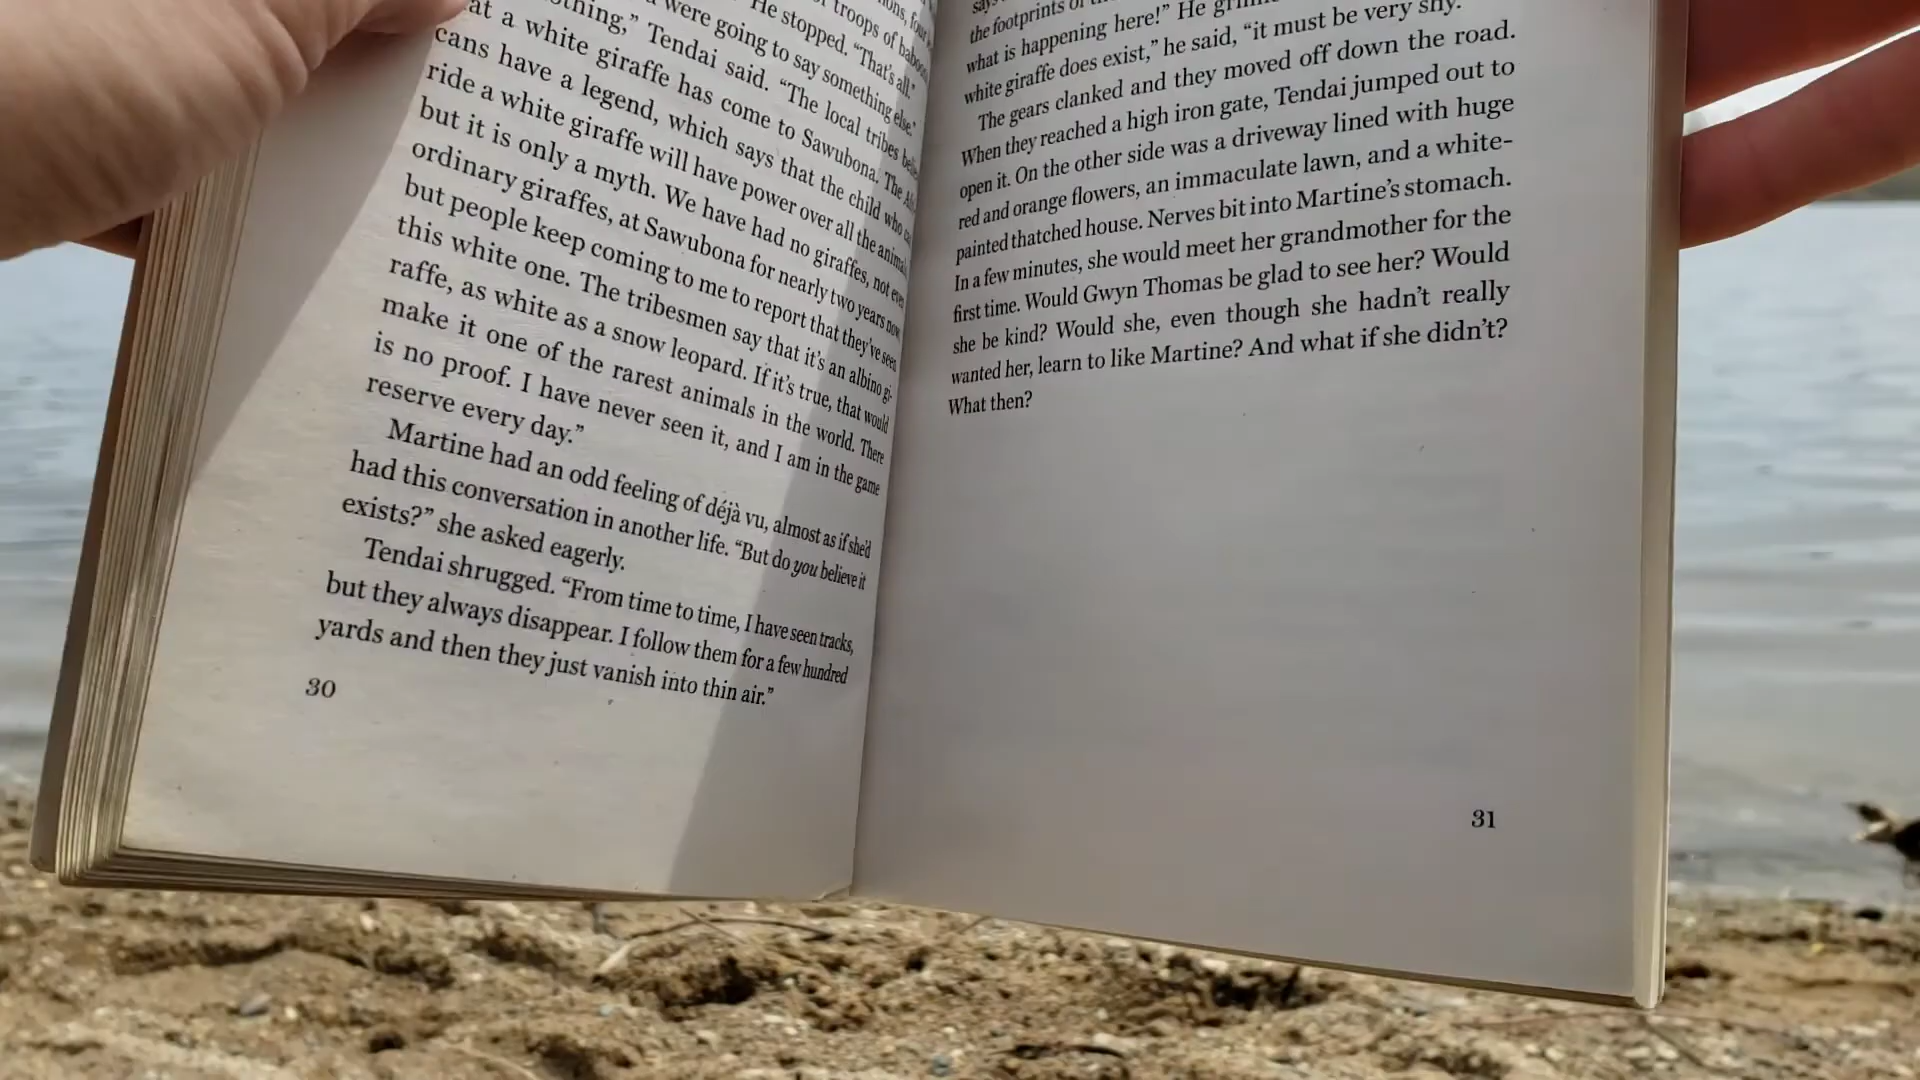 troops of
He stopped. "That's all."
were going to say something else."
Tendai said. "The local tribes
at a white giraffe has come to Sawubona. The
cans have a legend, which says that the child who
ride a white giraffe will have power over all the
but it is only a myth. We have had no giraffes, not
ordinary giraffes, at Sawubona for nearly two years now,
but people keep coming to me to report that they've seen
this white one. The tribesmen say that it's an albino gi-
raffe, as white as a snow leopard. If it's true, that would
make it one of the rarest animals in the world. There
is no proof. I have never seen it, and I am in the game
reserve every day."
Martine had an odd feeling of déjà vu, almost as if she'd
had this conversation in another life. "But do you believe it
exists?" she asked eagerly.
Tendai shrugged. "From time to time, I have seen tracks,
but they always disappear. I follow them for a few hundred
yards and then they just vanish into thin air."
30
the footprints of
what is happening here!" He
white giraffe does exist," he said, "it must be very shy."
The gears clanked and they moved off down the road.
When they reached a high iron gate, Tendai jumped out to
open it. On the other side was a driveway lined with huge
red and orange flowers, an immaculate lawn, and a white-
painted thatched house. Nerves bit into Martine's stomach.
In a few minutes, she would meet her grandmother for the
first time. Would Gwyn Thomas be glad to see her? Would
she be kind? Would she, even though she hadn't really
wanted her, learn to like Martine? And what if she didn't?
What then?
31